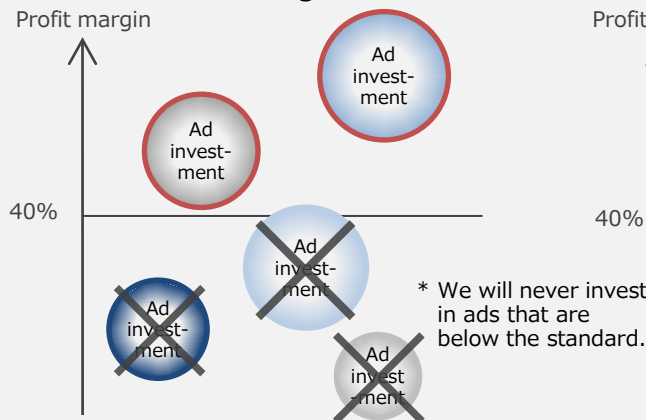 Profit margin
Profit
Ad
invest-
ment
Ad
invest-
ment
40%
40%
Ad
invest-
ment
* We will never invest
in ads that are
below the standard.
Ad
invest-
ment
Ad
invest
-ment